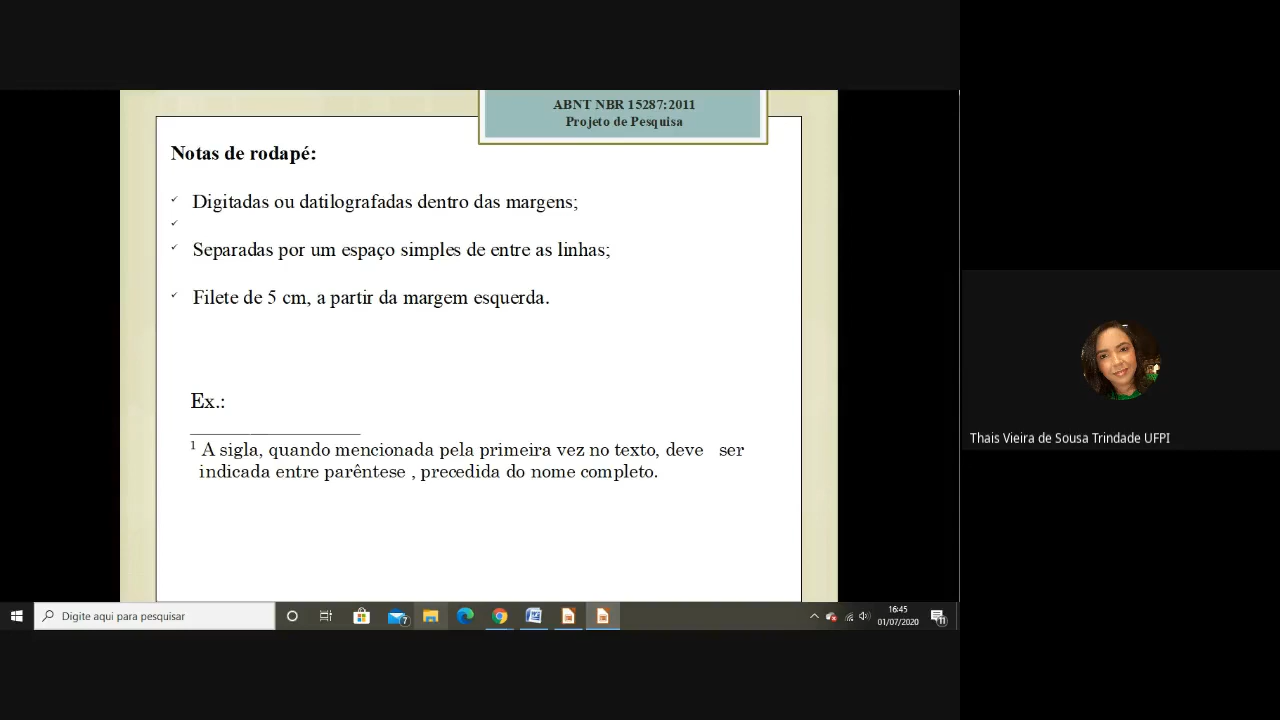 ABNT NBR 15287:2011
Projeto de Pesquisa
Notas de rodapé:
Digitadas ou datilografadas dentro das margens;
Separadas por um espaço simples de entre as linhas;
Filete de 5 cm, a partir da margem esquerda.
Ex.:
1 A sigla, quando mencionada pela primeira vez no texto, deve ser
indicada entre parêntese , precedida do nome completo.
Thais Vieira de Sousa Trindade UFPI
Digite aqui para pesquisar
7
16:45
01/07/2020
11